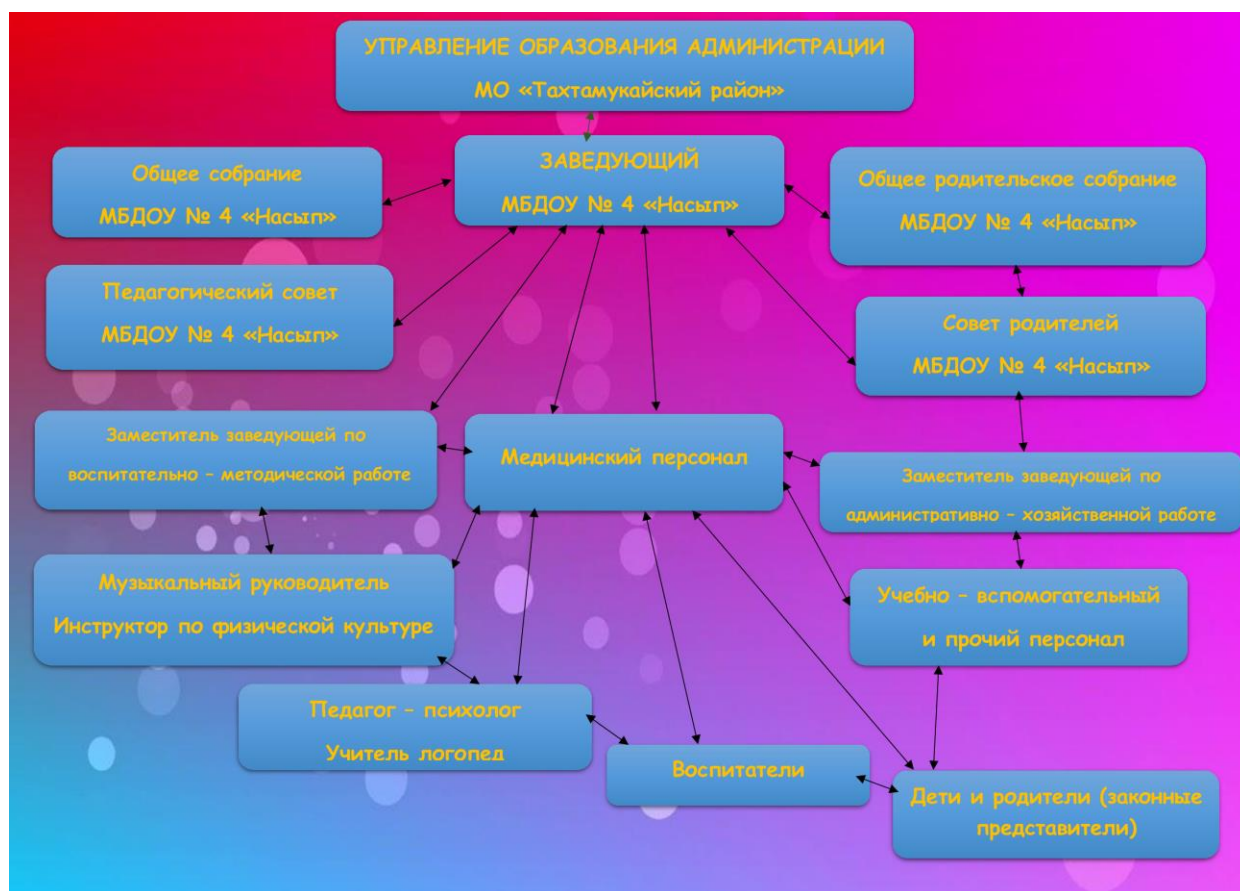 УПРАВЛЕНИЕ ОБРАЗОВАНИЯ АДМИНИСТРАЦИИ
МО «Тахтамукайский район»
ЗАВЕДУЮЩИЙ
МБДОУ № 4 «Насып»
Общее собрание
МБДОУ № 4 «Насып»
Общее родительское собрание
МБДОУ № 4 «Насып»
Педагогический совет
МБДОУ № 4 «Насып»
Совет родителей
МБДОУ № 4 «Насып»
Заместитель заведующей по
воспитательно – методической работе
Медицинский персонал
Заместитель заведующей по
административно – хозяйственной работе
Музыкальный руководитель
Инструктор по физической культуре
Учебно – вспомогательный
и прочий персонал
Педагог – психолог
Учитель логопед
Воспитатели
Дети и родители (законные
представители)